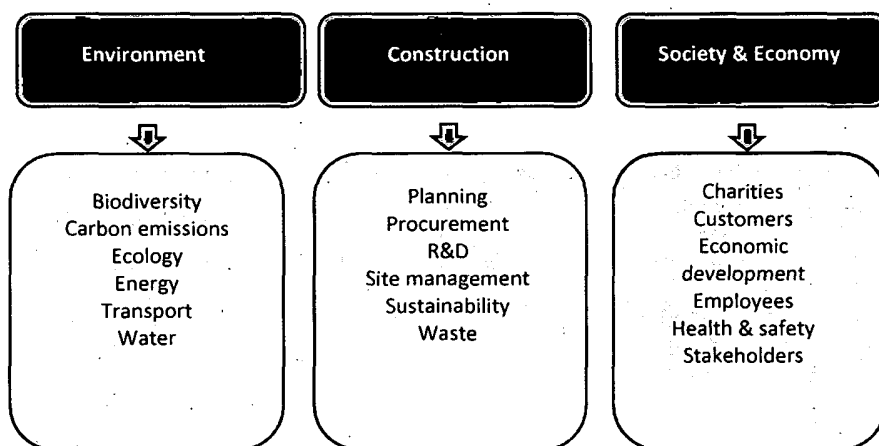 Environment
Biodiversity
Carbon emissions
Ecology
Energy
Transport
Water
Construction
Planning
Procurement
R&D
Site management
Sustainability
Waste
Society & Economy
Charities
Customers
Economic
development
Employees
Health & safety
Stakeholders